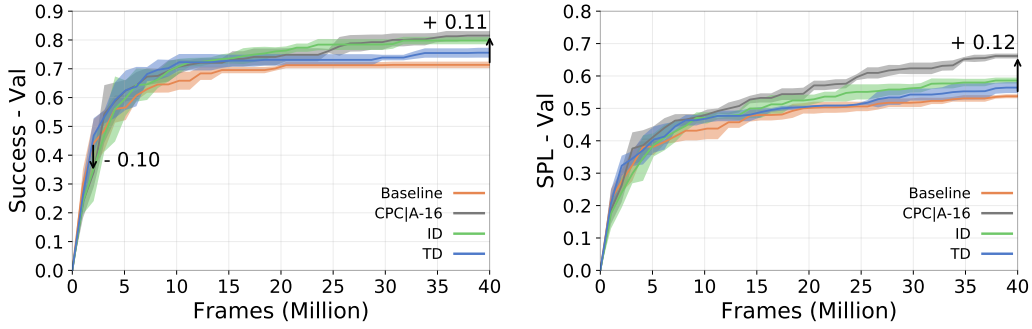 Success - Val
0.9
0.8
0.7
0.6
0.5
0.4
0.3
0.2
0.1
0.0
+ 0.11
- 0.10
Baseline
CPC|A-16
ID
TD
0 5 10 15 20 25 30 35 40
Frames (Million)
SPL - Val
0.8
0.7
0.6
0.5
0.4
0.3
0.2
0.1
0.0
+ 0.12
Baseline
CPC|A-16
ID
TD
0 5 10 15 20 25 30 35 40
Frames (Million)